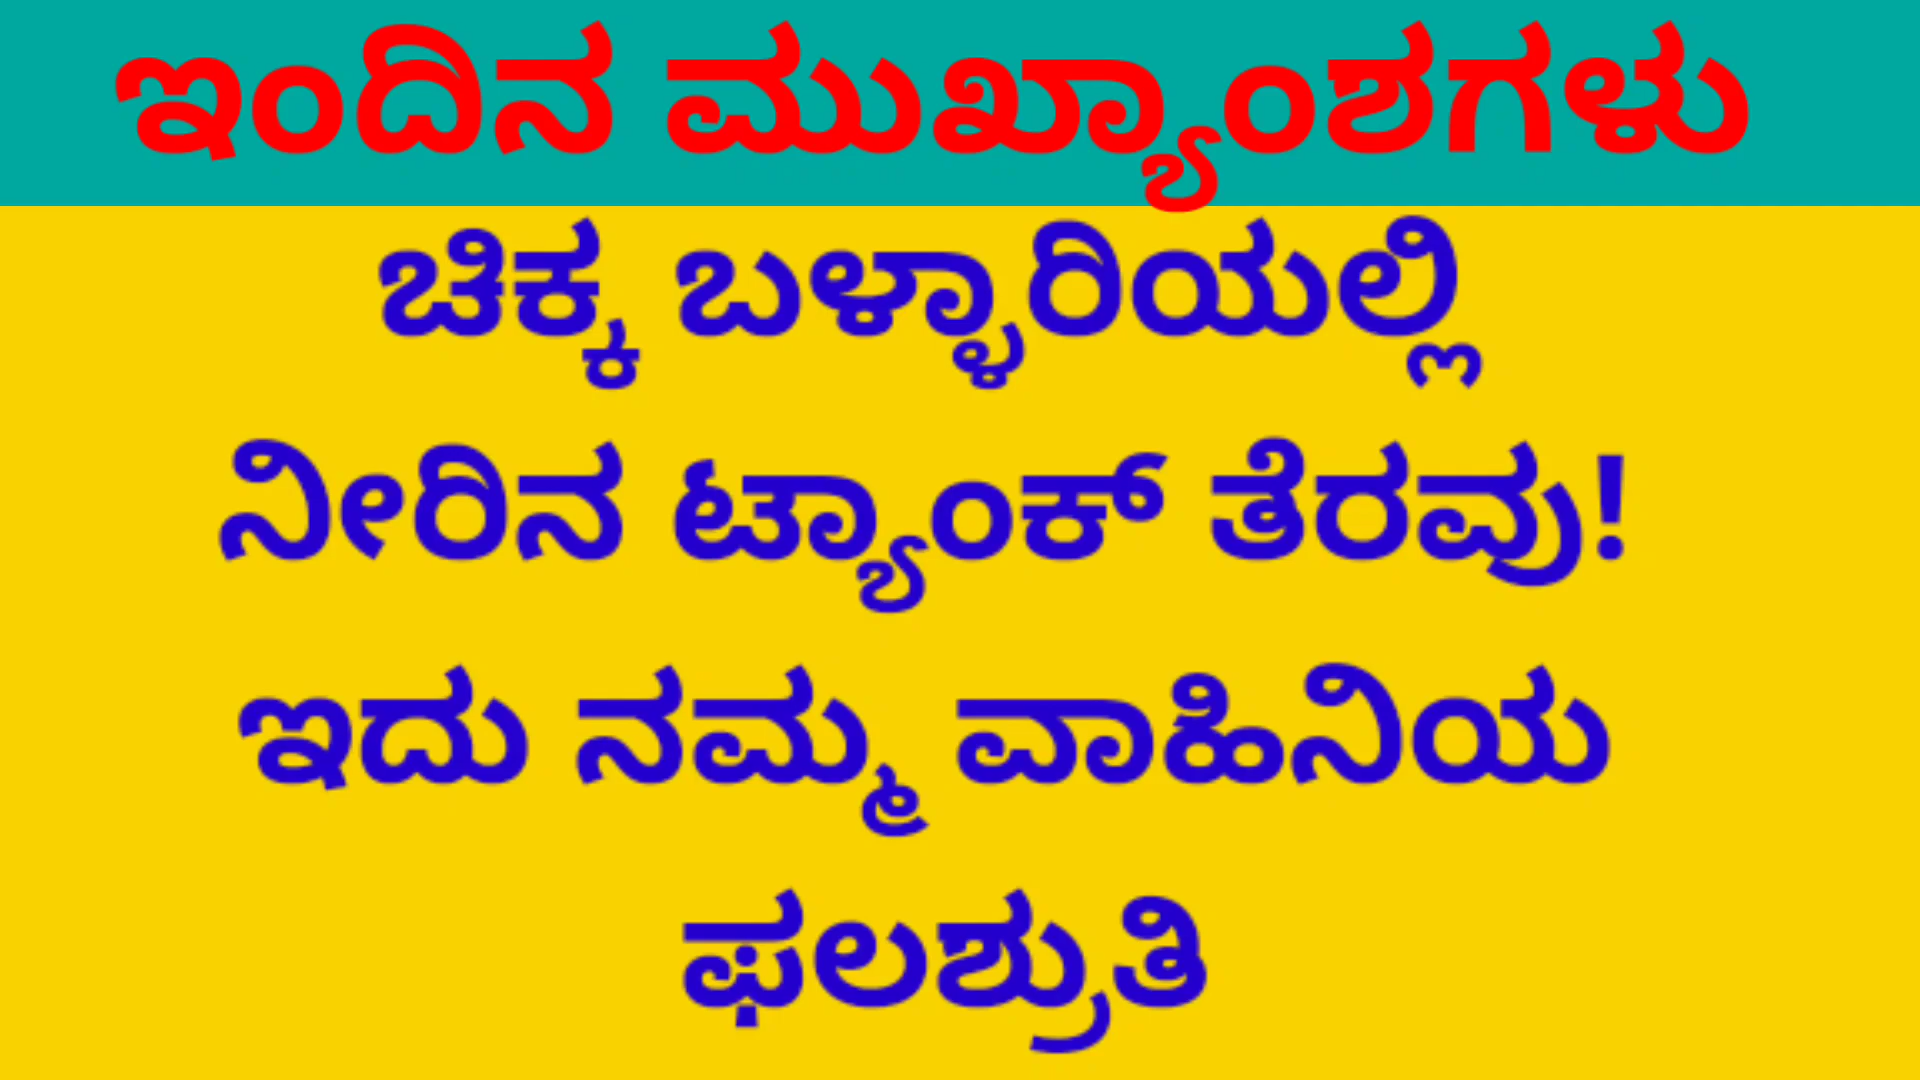 ಇಂದಿನ ಮುಖ್ಯಾಂಶಗಳು
ಚಿಕ್ಕ ಬಳ್ಳಾರಿಯಲ್ಲಿ
ನೀರಿನ ಟ್ಯಾಂಕ್ ತೆರವು!
ಇದು ನಮ್ಮ ವಾಹಿನಿಯ
ಫಲಶ್ರುತಿ